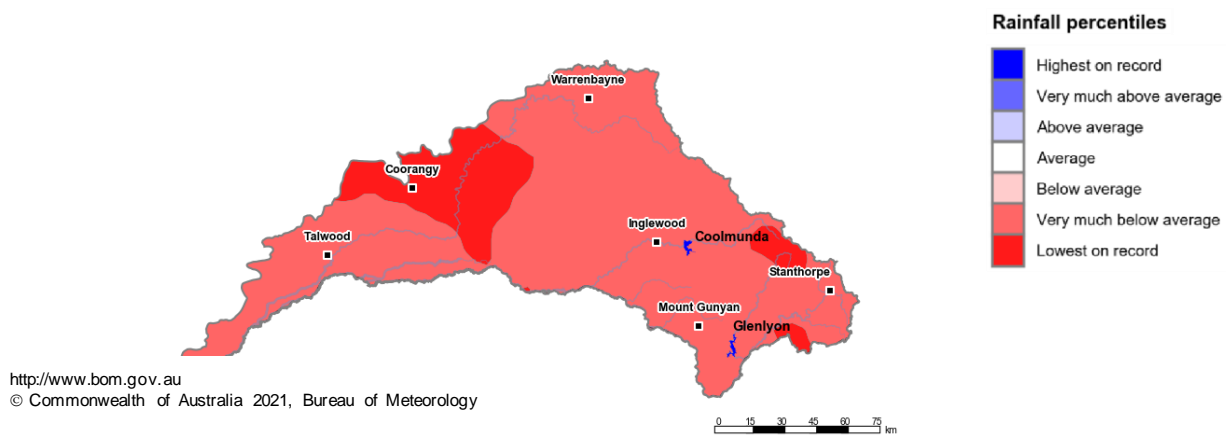 Rainfall percentiles
Highest on record
Very much above average
Above average
Average
Below average
Very much below average
Lowest on record
Warrenbayne
Coorangy
Talwood
Inglewood
Coolmunda
Stanthorpe
Mount Gunyan
Glenlyon
http://www.bom.gov.au
© Commonwealth of Australia 2021, Bureau of Meteorology
0 15 30 45 60 75 km